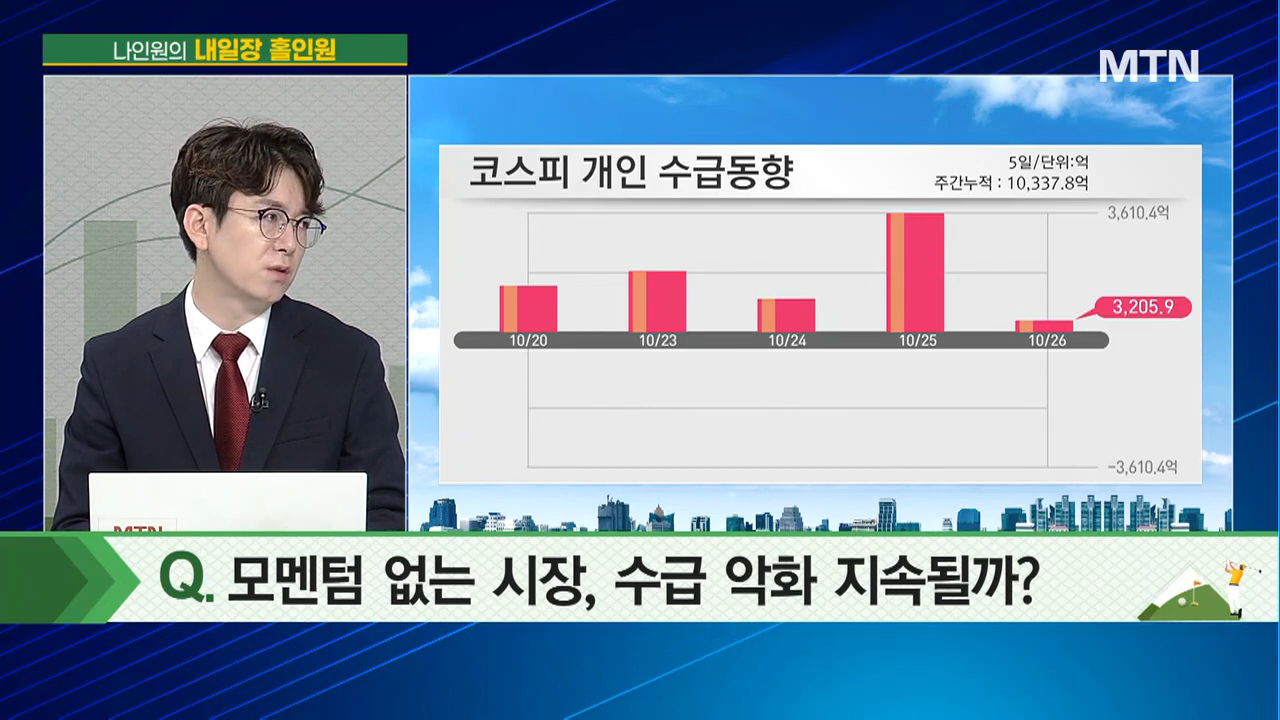 나인원의 내일장 홀인원
MTN
코스피 개인 수급동향
5일/단위:억
주간누적 : 10,337.8억
3,610.4억
3,205.9
10/20 10/23 10/24 10/25 10/26
-3,610.4억
MTN
Q. 모멘텀 없는 시장, 수급 악화 지속될까?